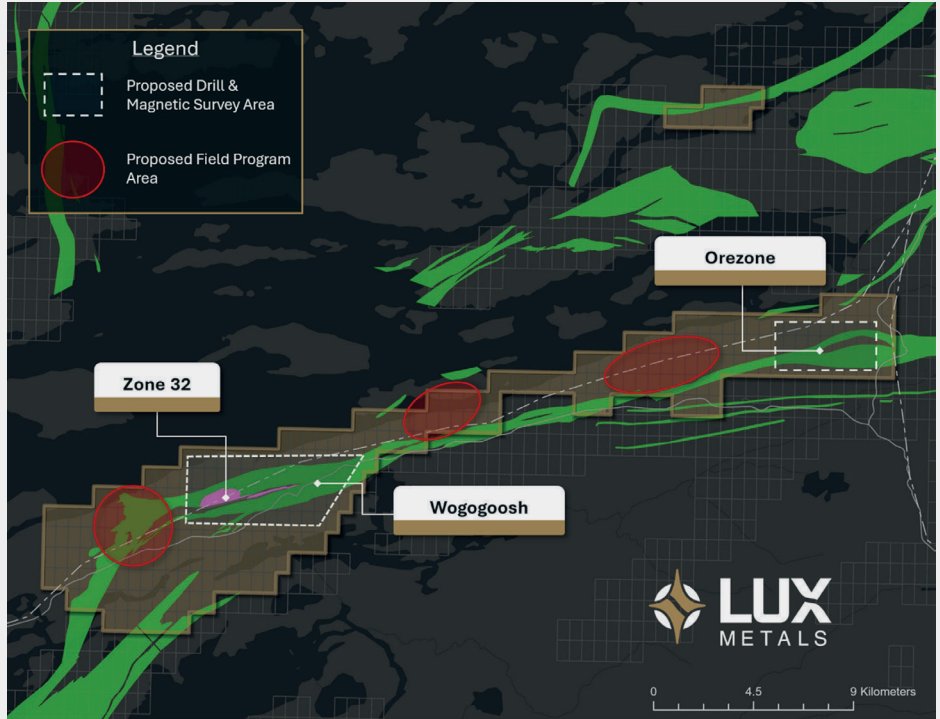 Legend
Proposed Drill &
Magnetic Survey Area
Proposed Field Program
Area
Orezone
Zone 32
Wogogoosh
LUX
METALS
0 4.5 9 Kilometers